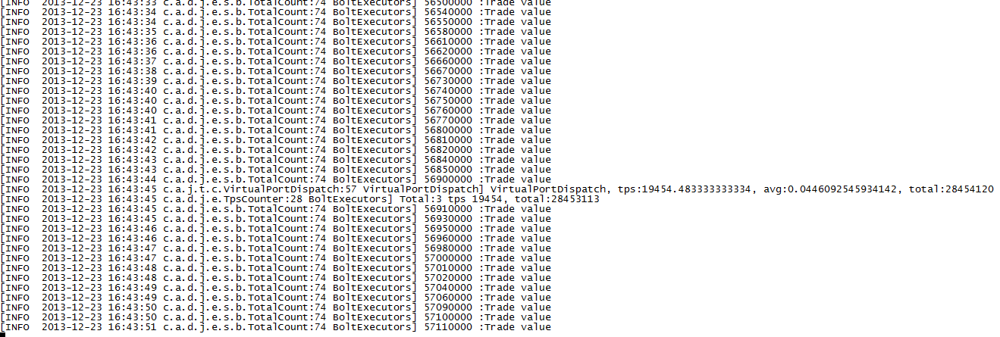 [INFO  2013-12-23 16:43:33 c.a.d.j.e.s.b.TotalCount:74 BoltExecutors] 56500000 :Trade value
[INFO  2013-12-23 16:43:34 c.a.d.j.e.s.b.TotalCount:74 BoltExecutors] 56540000 :Trade value
[INFO  2013-12-23 16:43:34 c.a.d.j.e.s.b.TotalCount:74 BoltExecutors] 56550000 :Trade value
[INFO  2013-12-23 16:43:35 c.a.d.j.e.s.b.TotalCount:74 BoltExecutors] 56580000 :Trade value
[INFO  2013-12-23 16:43:36 c.a.d.j.e.s.b.TotalCount:74 BoltExecutors] 56610000 :Trade value
[INFO  2013-12-23 16:43:36 c.a.d.j.e.s.b.TotalCount:74 BoltExecutors] 56620000 :Trade value
[INFO  2013-12-23 16:43:37 c.a.d.j.e.s.b.TotalCount:74 BoltExecutors] 56660000 :Trade value
[INFO  2013-12-23 16:43:38 c.a.d.j.e.s.b.TotalCount:74 BoltExecutors] 56670000 :Trade value
[INFO  2013-12-23 16:43:39 c.a.d.j.e.s.b.TotalCount:74 BoltExecutors] 56730000 :Trade value
[INFO  2013-12-23 16:43:40 c.a.d.j.e.s.b.TotalCount:74 BoltExecutors] 56740000 :Trade value
[INFO  2013-12-23 16:43:40 c.a.d.j.e.s.b.TotalCount:74 BoltExecutors] 56750000 :Trade value
[INFO  2013-12-23 16:43:40 c.a.d.j.e.s.b.TotalCount:74 BoltExecutors] 56760000 :Trade value
[INFO  2013-12-23 16:43:41 c.a.d.j.e.s.b.TotalCount:74 BoltExecutors] 56770000 :Trade value
[INFO  2013-12-23 16:43:41 c.a.d.j.e.s.b.TotalCount:74 BoltExecutors] 56800000 :Trade value
[INFO  2013-12-23 16:43:42 c.a.d.j.e.s.b.TotalCount:74 BoltExecutors] 56810000 :Trade value
[INFO  2013-12-23 16:43:42 c.a.d.j.e.s.b.TotalCount:74 BoltExecutors] 56820000 :Trade value
[INFO  2013-12-23 16:43:43 c.a.d.j.e.s.b.TotalCount:74 BoltExecutors] 56840000 :Trade value
[INFO  2013-12-23 16:43:43 c.a.d.j.e.s.b.TotalCount:74 BoltExecutors] 56850000 :Trade value
[INFO  2013-12-23 16:43:44 c.a.d.j.e.s.b.TotalCount:74 BoltExecutors] 56900000 :Trade value
[INFO  2013-12-23 16:43:45 c.a.j.t.c.VirtualPortDispatch:57 VirtualPortDispatch] VirtualPortDispatch, tps:19454.483333333334, avg:0.0446092545934142, total:28454120
[INFO  2013-12-23 16:43:45 c.a.d.j.e.TpsCounter:28 BoltExecutors] Total:3 tps 19454, total:28453113
[INFO  2013-12-23 16:43:45 c.a.d.j.e.s.b.TotalCount:74 BoltExecutors] 56910000 :Trade value
[INFO  2013-12-23 16:43:45 c.a.d.j.e.s.b.TotalCount:74 BoltExecutors] 56930000 :Trade value
[INFO  2013-12-23 16:43:46 c.a.d.j.e.s.b.TotalCount:74 BoltExecutors] 56950000 :Trade value
[INFO  2013-12-23 16:43:46 c.a.d.j.e.s.b.TotalCount:74 BoltExecutors] 56960000 :Trade value
[INFO  2013-12-23 16:43:47 c.a.d.j.e.s.b.TotalCount:74 BoltExecutors] 56980000 :Trade value
[INFO  2013-12-23 16:43:47 c.a.d.j.e.s.b.TotalCount:74 BoltExecutors] 57000000 :Trade value
[INFO  2013-12-23 16:43:48 c.a.d.j.e.s.b.TotalCount:74 BoltExecutors] 57010000 :Trade value
[INFO  2013-12-23 16:43:48 c.a.d.j.e.s.b.TotalCount:74 BoltExecutors] 57020000 :Trade value
[INFO  2013-12-23 16:43:49 c.a.d.j.e.s.b.TotalCount:74 BoltExecutors] 57040000 :Trade value
[INFO  2013-12-23 16:43:49 c.a.d.j.e.s.b.TotalCount:74 BoltExecutors] 57060000 :Trade value
[INFO  2013-12-23 16:43:50 c.a.d.j.e.s.b.TotalCount:74 BoltExecutors] 57090000 :Trade value
[INFO  2013-12-23 16:43:50 c.a.d.j.e.s.b.TotalCount:74 BoltExecutors] 57100000 :Trade value
[INFO  2013-12-23 16:43:51 c.a.d.j.e.s.b.TotalCount:74 BoltExecutors] 57110000 :Trade value